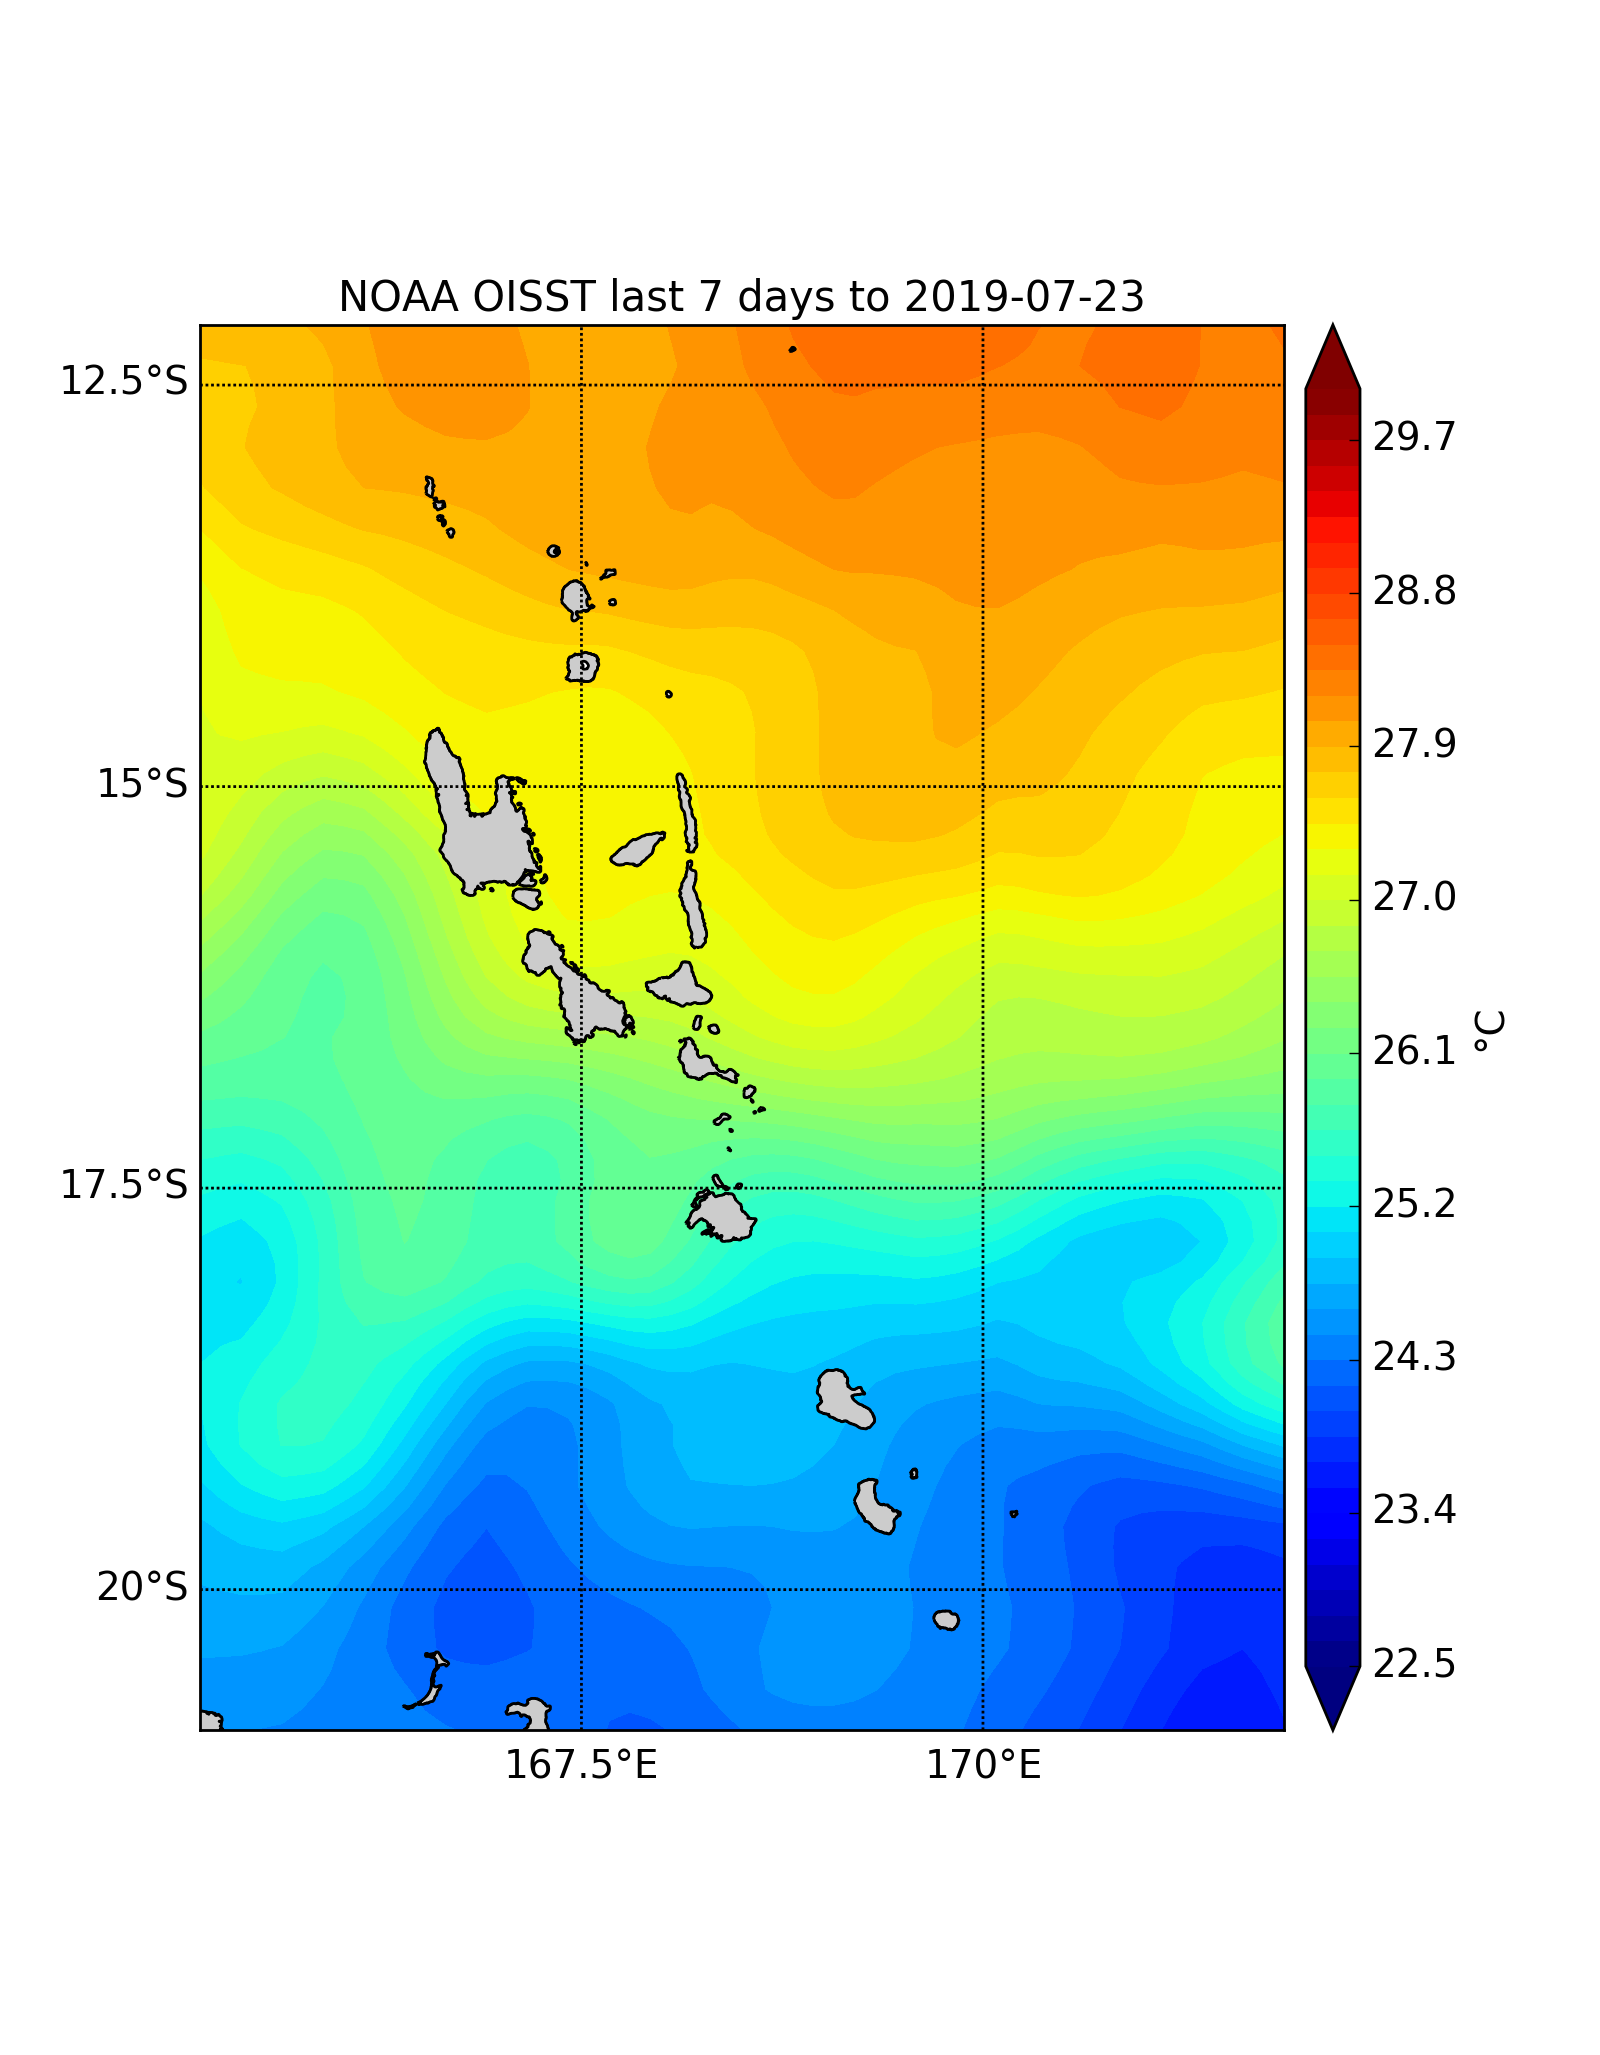 NOAA OISST last 7 days to 2019-07-23
12.5°S
15°S
17.5°S
20°S
167.5°E
170°E
29.7
28.8
27.9
27.0
26.1
25.2
24.3
23.4
22.5
°C